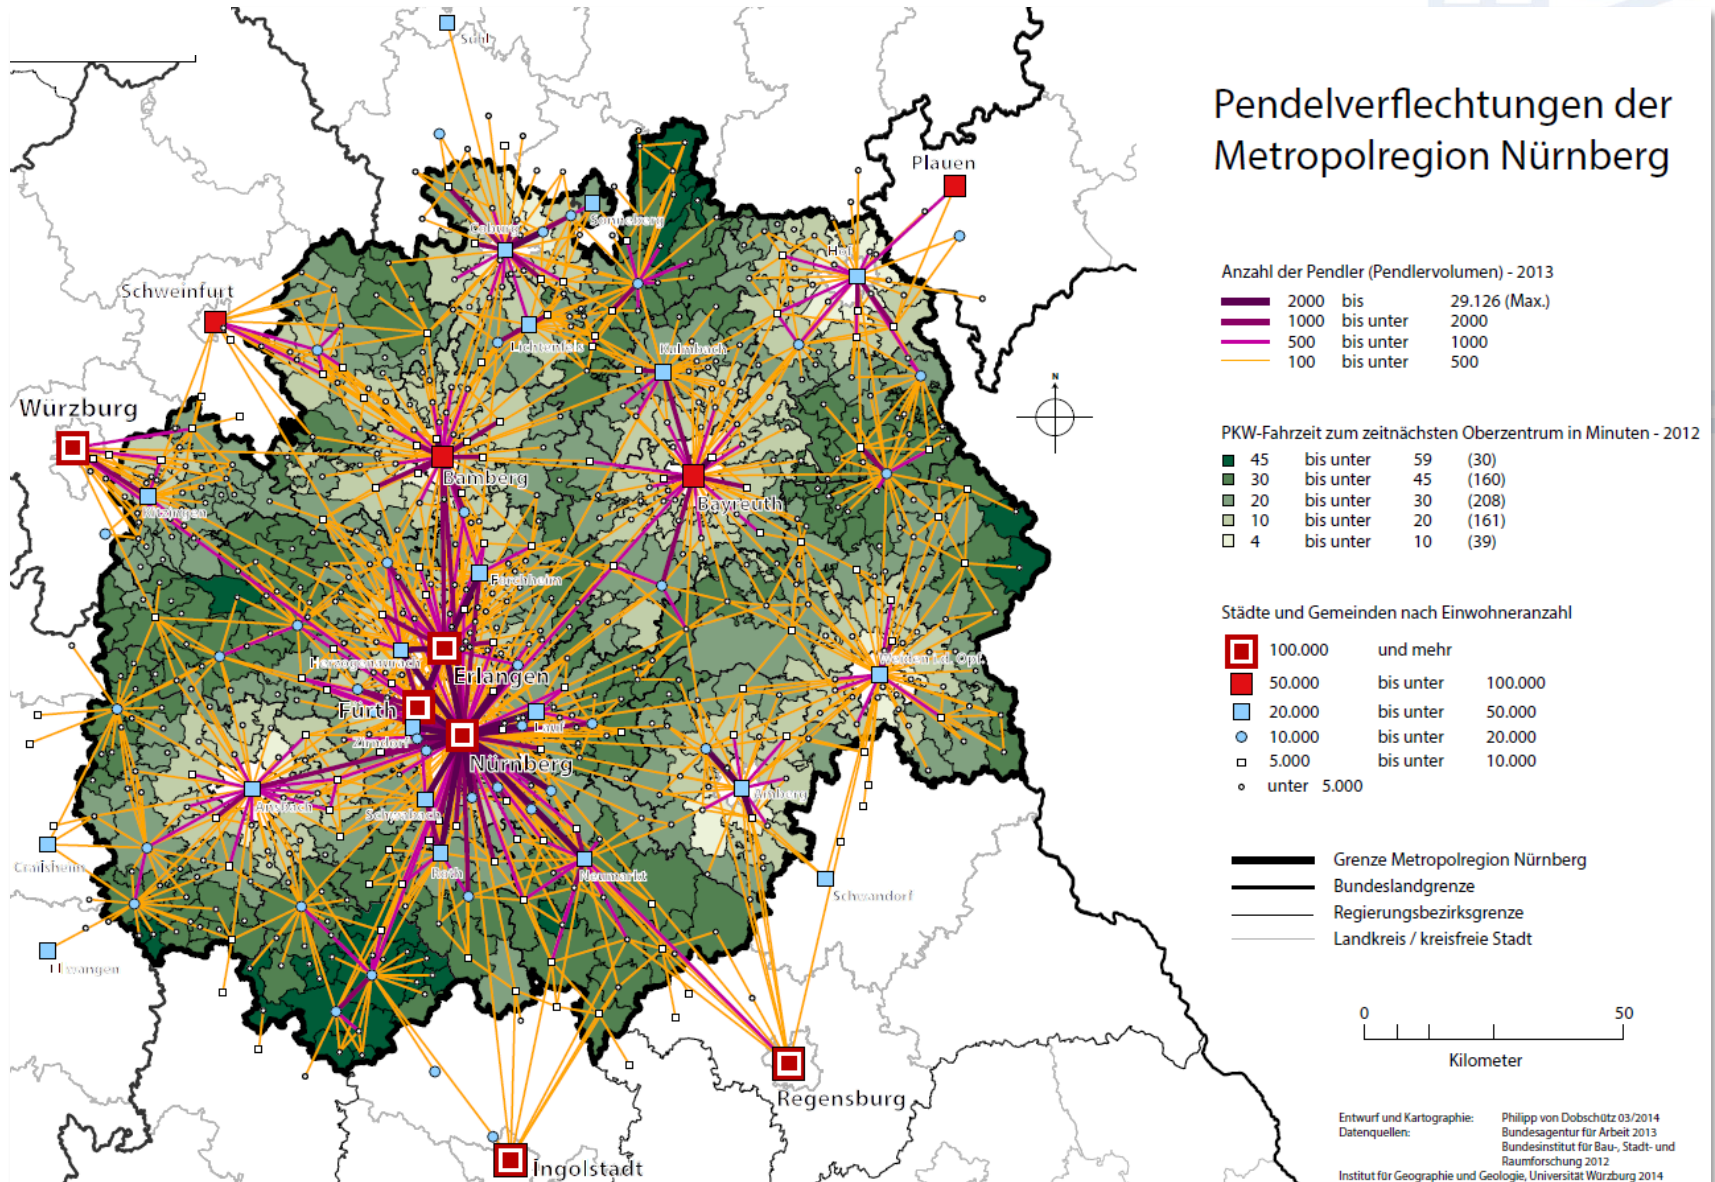 Pendelverflechtungen der
Metropolregion Nürnberg
Anzahl der Pendler (Pendlervolumen) - 2013
2000 bis 29.126 (Max.)
1000 bis unter 2000
500 bis unter 1000
100 bis unter 500
PKW-Fahrzeit zum zeitnächsten Oberzentrum in Minuten - 2012
45 bis unter 59 (30)
30 bis unter 45 (160)
20 bis unter 30 (208)
10 bis unter 20 (161)
4 bis unter 10 (39)
Städte und Gemeinden nach Einwohneranzahl
100.000 und mehr
50.000 bis unter 100.000
20.000 bis unter 50.000
10.000 bis unter 20.000
5.000 bis unter 10.000
unter 5.000
Grenze Metropolregion Nürnberg
Bundeslandgrenze
Regierungsbezirksgrenze
Landkreis / kreisfreie Stadt
0 50
Kilometer
Entwurf und Kartographie: Philipp von Dobschütz 03/2014
Datenquellen: Bundesagentur für Arbeit 2013
Bundesinstitut für Bau-, Stadt- und
Raumforschung 2012
Institut für Geographie und Geologie, Universität Würzburg 2014
N
Suhl
Plauen
Sonneberg
Coburg
Hof
Schweinfurt
Lichtenfels
Kulmbach
Würzburg
Bamberg
Bayreuth
Kitzingen
Forchheim
Herzogenaurach
Erlangen
Weiden i.d. Opf.
Fürth
Lauf
Zirndorf
Nürnberg
Ansbach
Schwabach
Amberg
Crailsheim
Roth
Neumarkt
Schwandorf
Ellwangen
Regensburg
Ingolstadt